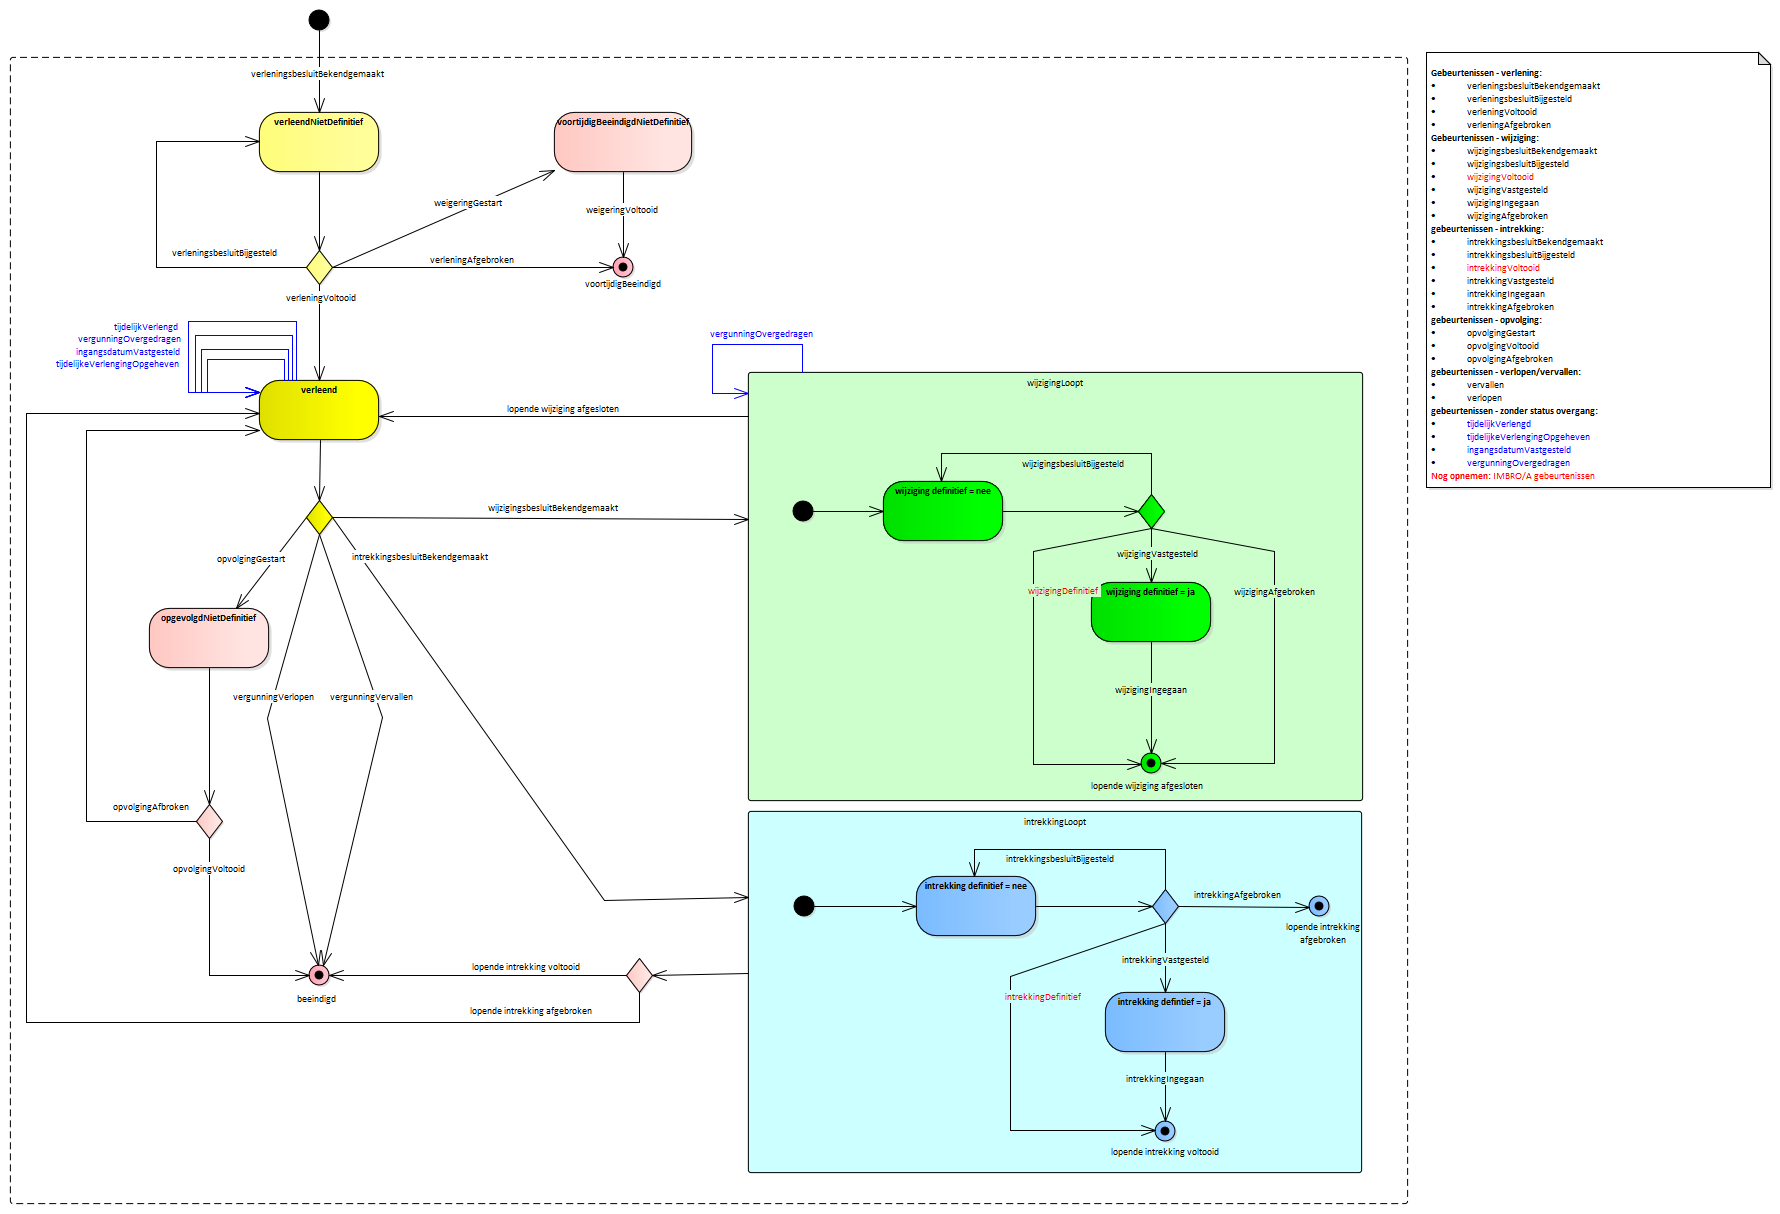 verleningsbesluitBekendgemaakt
verleendNietDefinitief
voortijdigBeeindigdNietDefinitief
weigeringGestart
weigeringVoltooid
verleningsbesluitBijgesteld
verleningAfgebroken
voortijdigBeeindigd
verleningVoltooid
tijdelijkVerlengd
vergunningOvergedragen
ingangsdatumVastgesteld
tijdelijkeVerlengingOpgeheven
verleend
lopende wijziging afgesloten
vergunningOvergedragen
wijzigingsbesluitBekendgemaakt
opvolgingGestart
intrekkingsbesluitBekendgemaakt
opgevolgdNietDefinitief
vergunningVerlopen
vergunningVervallen
opvolgingAfbroken
opvolgingVoltooid
beeindigd
lopende intrekking voltooid
lopende intrekking afgebroken
wijzigingLoopt
wijzigingsbesluitBijgesteld
wijziging definitief = nee
wijzigingVastgesteld
wijzigingDefinitief
wijziging definitief = ja
wijzigingAfgebroken
wijzigingIngegaan
lopende wijziging afgesloten
intrekkingLoopt
intrekkingsbesluitBijgesteld
intrekking definitief = nee
intrekkingAfgebroken
lopende intrekking
afgebroken
intrekkingVastgesteld
intrekkingDefinitief
intrekking defintief = ja
intrekkingIngegaan
lopende intrekking voltooid
Gebeurtenissen - verlening:
• verleningsbesluitBekendgemaakt
• verleningsbesluitBijgesteld
• verleningVoltooid
• verleningAfgebroken
Gebeurtenissen - wijziging:
• wijzigingsbesluitBekendgemaakt
• wijzigingsbesluitBijgesteld
• wijzigingVoltooid
• wijzigingVastgesteld
• wijzigingIngegaan
• wijzigingAfgebroken
gebeurtenissen - intrekking:
• intrekkingsbesluitBekendgemaakt
• intrekkingsbesluitBijgesteld
• intrekkingVoltooid
• intrekkingVastgesteld
• intrekkingIngegaan
• intrekkingAfgebroken
gebeurtenissen - opvolging:
• opvolgingGestart
• opvolgingVoltooid
• opvolgingAfgebroken
gebeurtenissen - verlopen/vervallen:
• vervallen
• verlopen
gebeurtenissen - zonder status overgang:
• tijdelijkVerlengd
• tijdelijkeVerlengingOpgeheven
• ingangsdatumVastgesteld
• vergunningOvergedragen
Nog opnemen: IMBRO/A gebeurtenissen